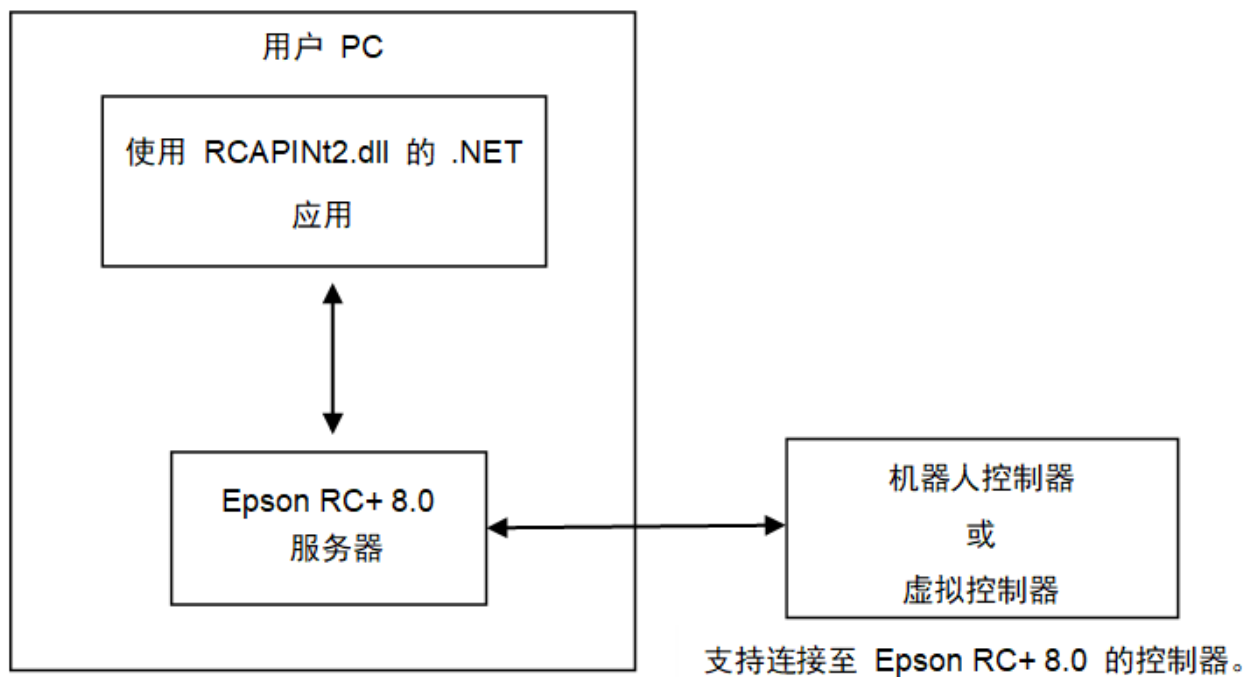 用户 PC
使用 RCAPINt2.dll 的 .NET
应用
Epson RC+ 8.0
服务器
机器人控制器
或
虚拟控制器
支持连接至 Epson RC+ 8.0 的控制器。